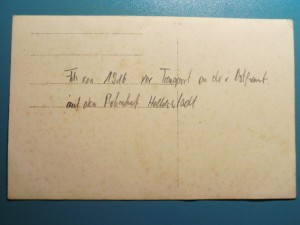 von 1916 vor Transport an die Ostfront
auf dem Bahnhof Halberstadt